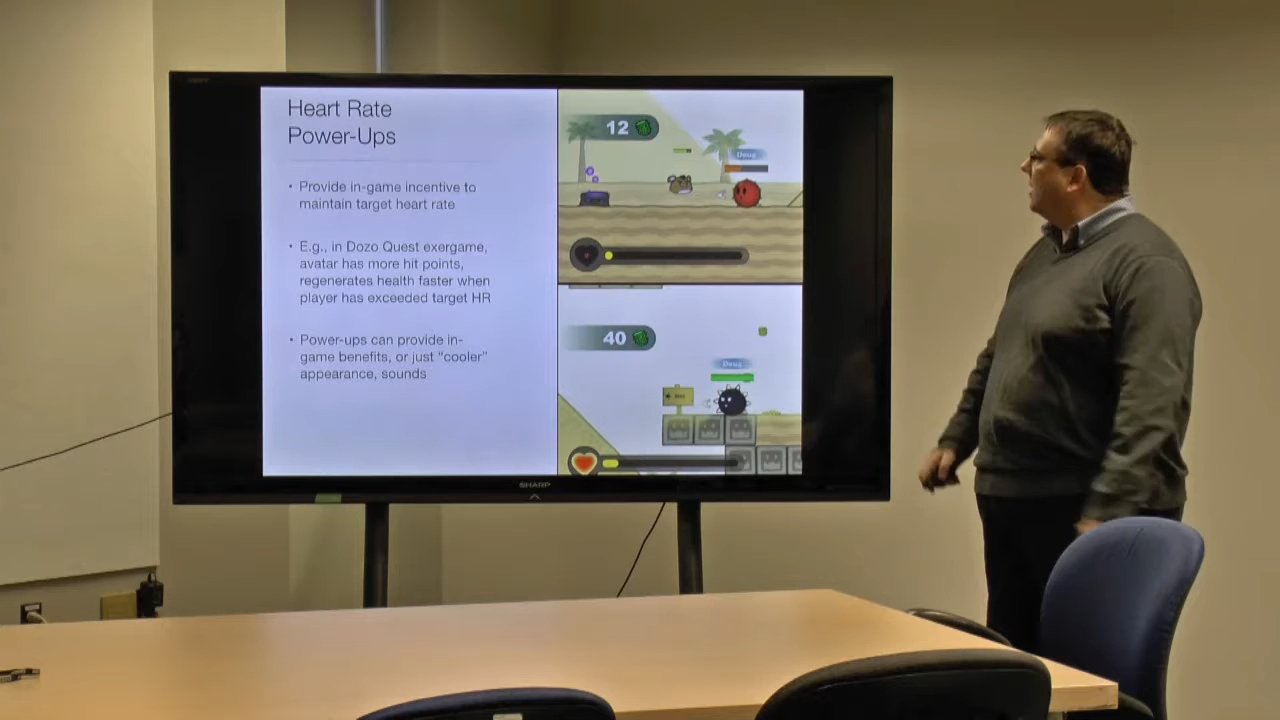 Heart Rate
Power-Ups
• Provide in-game incentive to
maintain target heart rate
• E.g., in Dozo Quest exergame,
avatar has more hit points,
regenerates health faster when
player has exceeded target HR
• Power-ups can provide in-
game benefits, or just “cooler”
appearance, sounds
12
Doug
40
Doug
SHARP